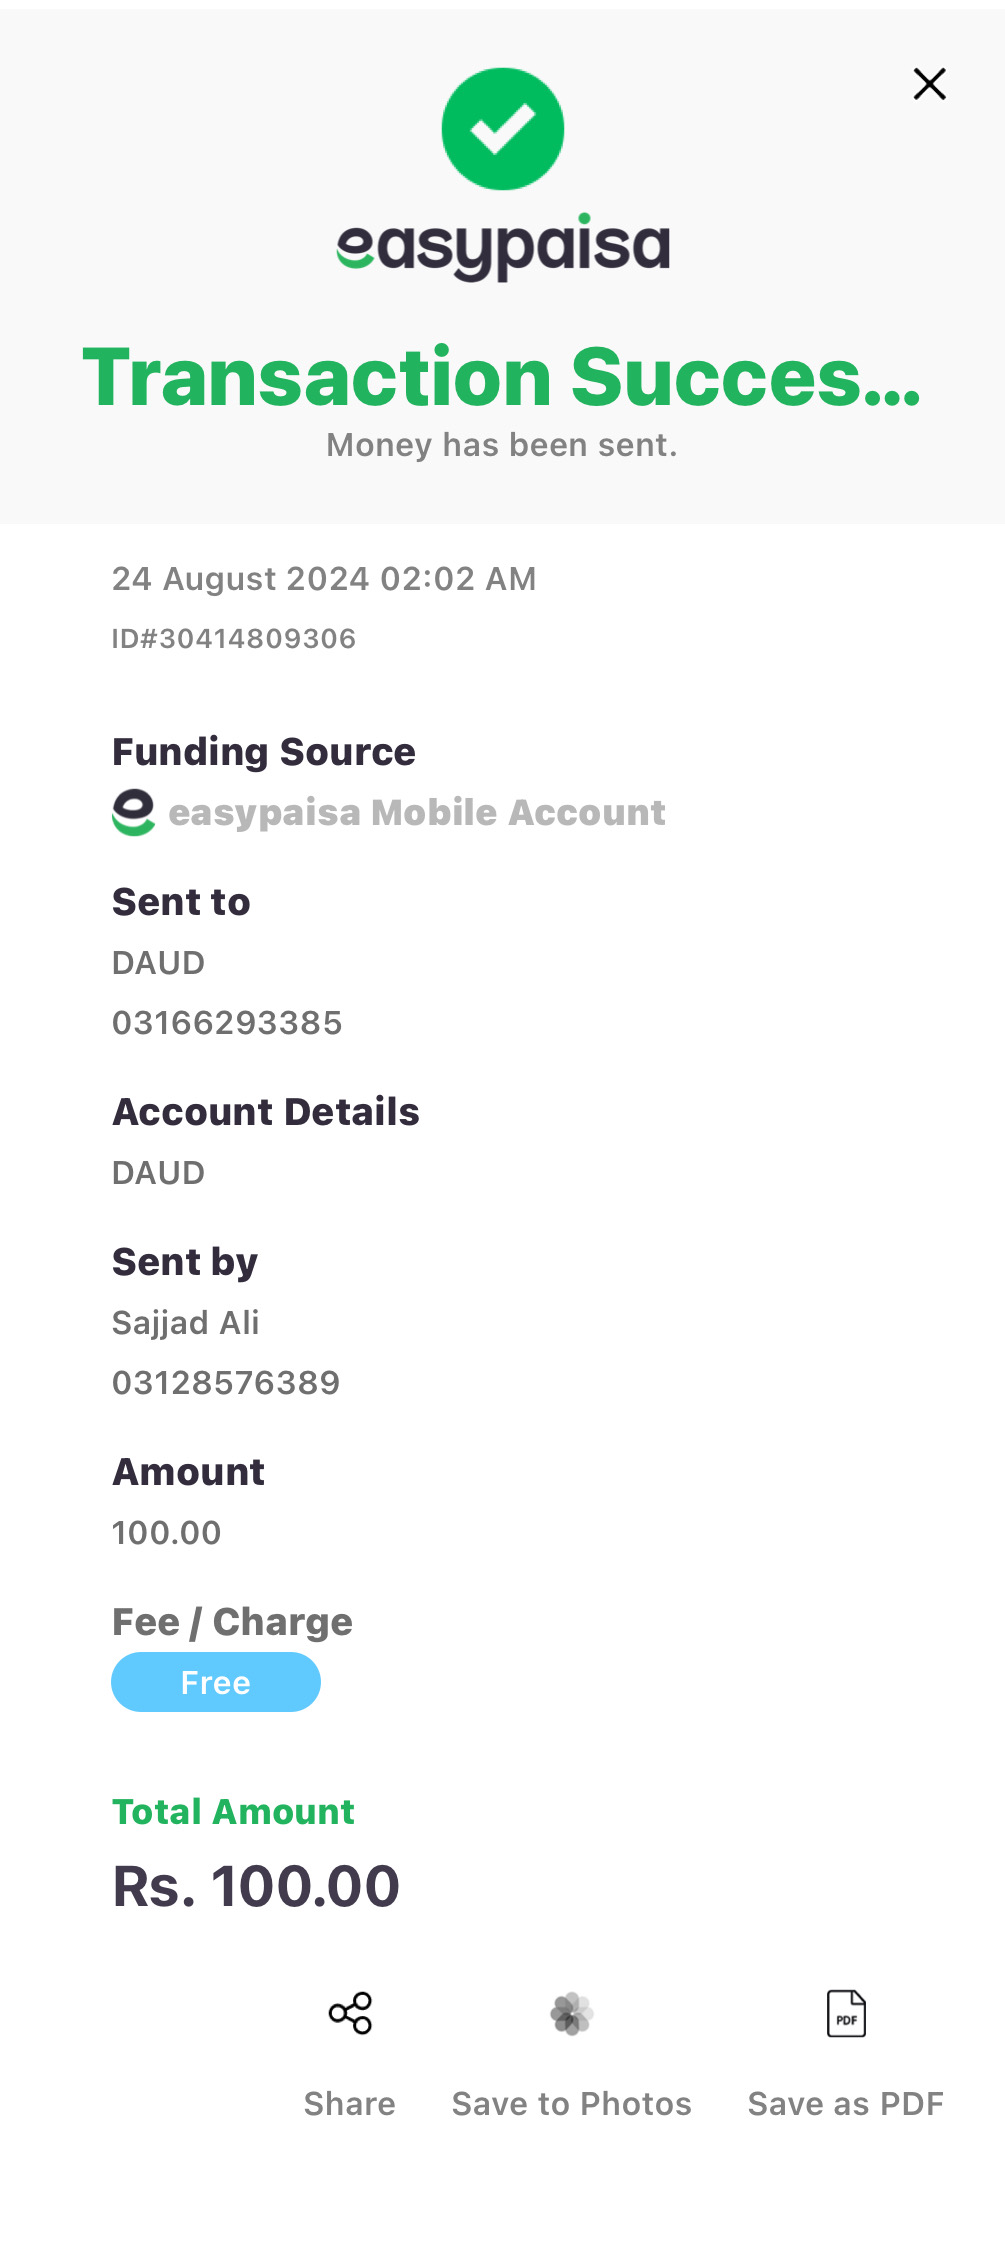 easypaisa
Transaction Succes...
Money has been sent.
24 August 2024 02:02 AM
ID#30414809306
Funding Source
easypaisa Mobile Account
Sent to
DAUD
03166293385
Account Details
DAUD
Sent by
Sajjad Ali
03128576389
Amount
100.00
Fee / Charge
Free
Total Amount
Rs. 100.00
PDF
Share Save to Photos Save as PDF